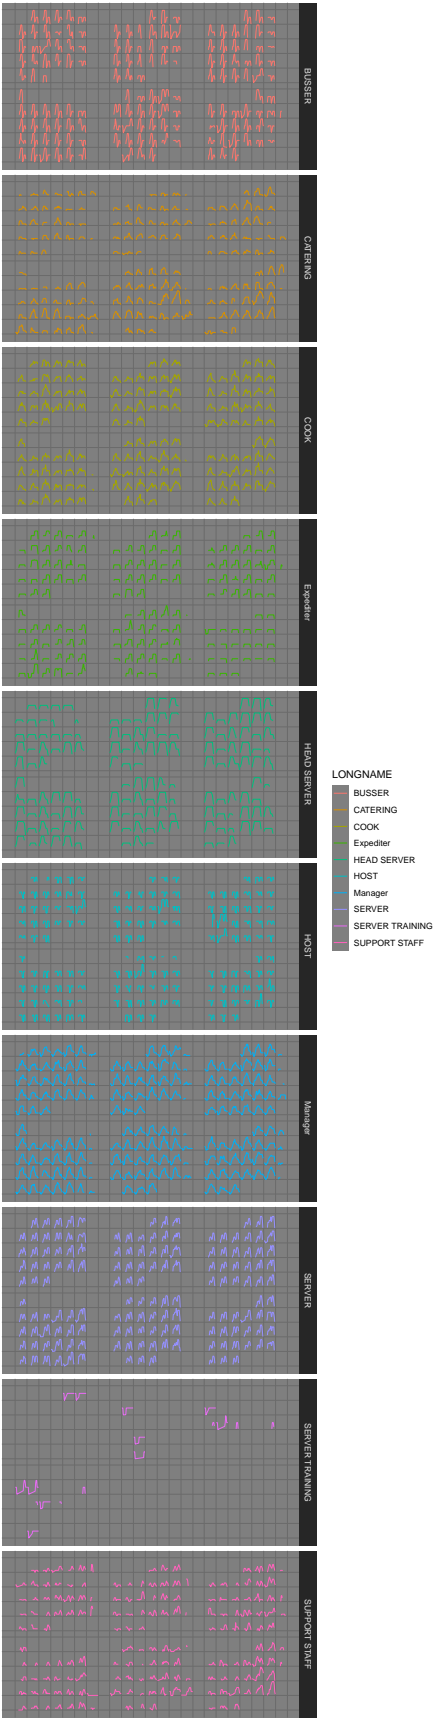 BUSSER
CATERING
COOK
Expediter
HEAD SERVER
HOST
Manager
SERVER
SERVER TRAINING
SUPPORT STAFF
LONGNAME
BUSSER
CATERING
COOK
Expediter
HEAD SERVER
HOST
Manager
SERVER
SERVER TRAINING
SUPPORT STAFF